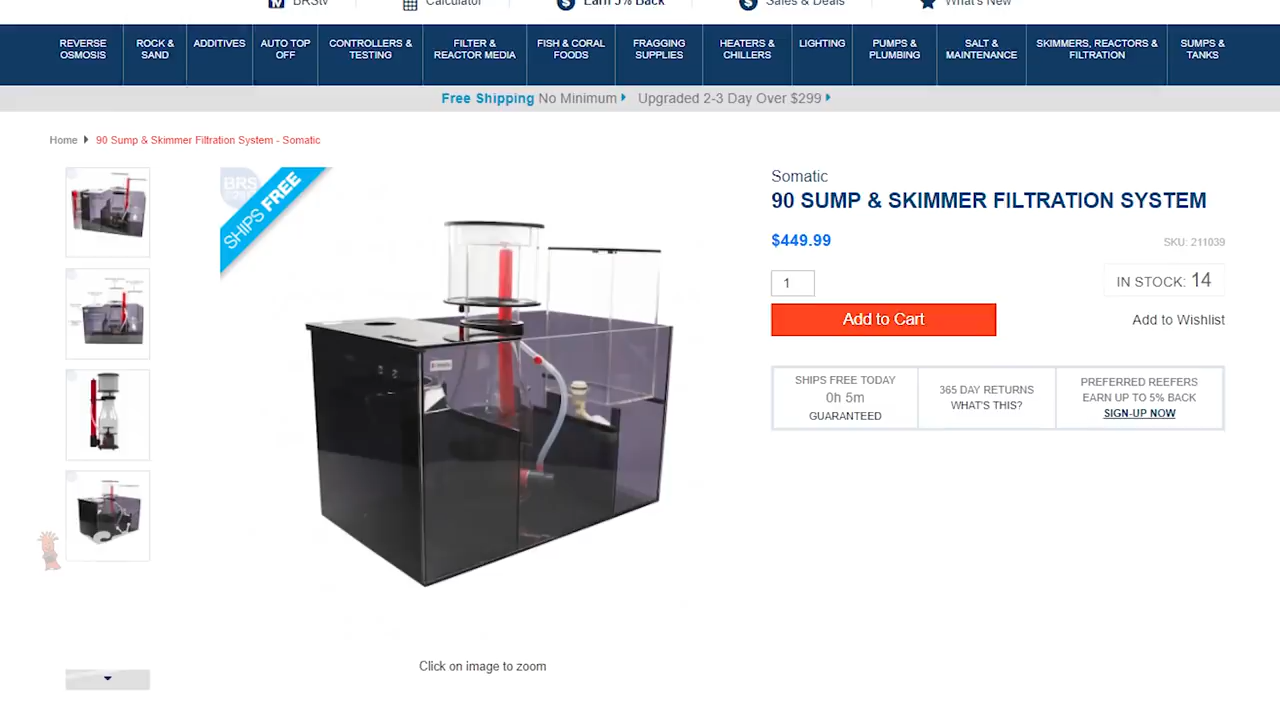 BRStv
Calculator
Earn 5% Back
Sales & Deals
What's New
REVERSE
OSMOSIS
ROCK &
SAND
ADDITIVES
AUTO TOP
OFF
CONTROLLERS &
TESTING
FILTER &
REACTOR MEDIA
FISH & CORAL
FOODS
FRAGGING
SUPPLIES
HEATERS &
CHILLERS
LIGHTING
PUMPS &
PLUMBING
SALT &
MAINTENANCE
SKIMMERS, REACTORS &
FILTRATION
SUMPS &
TANKS
Free Shipping No Minimum Upgraded 2-3 Day Over $299
Home 90 Sump & Skimmer Filtration System - Somatic
BRS
SHIPS FREE
Somatic
90 SUMP & SKIMMER FILTRATION SYSTEM
$449.99
SKU: 211039
1
IN STOCK: 14
Add to Cart
Add to Wishlist
SHIPS FREE TODAY
0h 5m
GUARANTEED
365 DAY RETURNS
WHAT'S THIS?
PREFERRED REEFERS
EARN UP TO 5% BACK
SIGN-UP NOW
Click on image to zoom